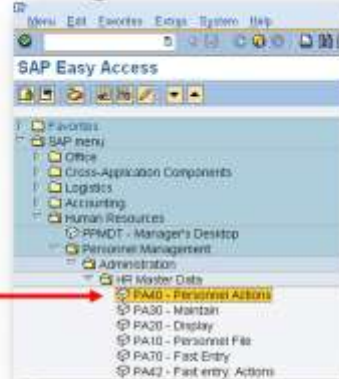 Menu Edit Favorites Extras System Help
SAP Easy Access
Favorites
SAP menu
Office
Cross-Application Components
Logistics
Accounting
Human Resources
PPMDT - Manager's Desktop
Personnel Management
Administration
HR Master Data
PA40 - Personnel Actions
PA30 - Maintain
PA20 - Display
PA10 - Personnel File
PA70 - Fast Entry
PA42 - Fast entry: Actions